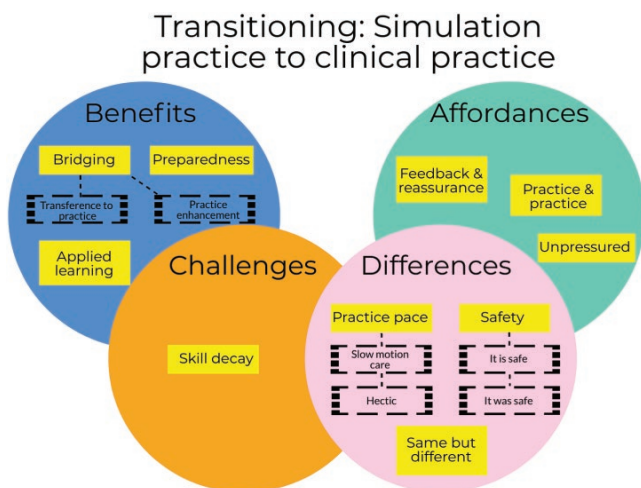 Transitioning: Simulation
practice to clinical practice
Benefits
Bridging
Preparedness
Transference to
practice
Practice
enhancement
Applied
learning
Affordances
Feedback &
reassurance
Practice &
practice
Unpressured
Challenges
Skill decay
Differences
Practice pace
Safety
Slow motion
care
It is safe
Hectic
It was safe
Same but
different